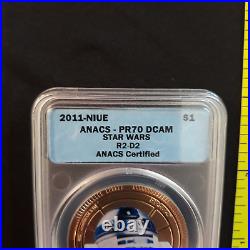 2011-NIUE $1
ANACS - PR70 DCAM
STAR WARS
R2-D2
ANACS Certified